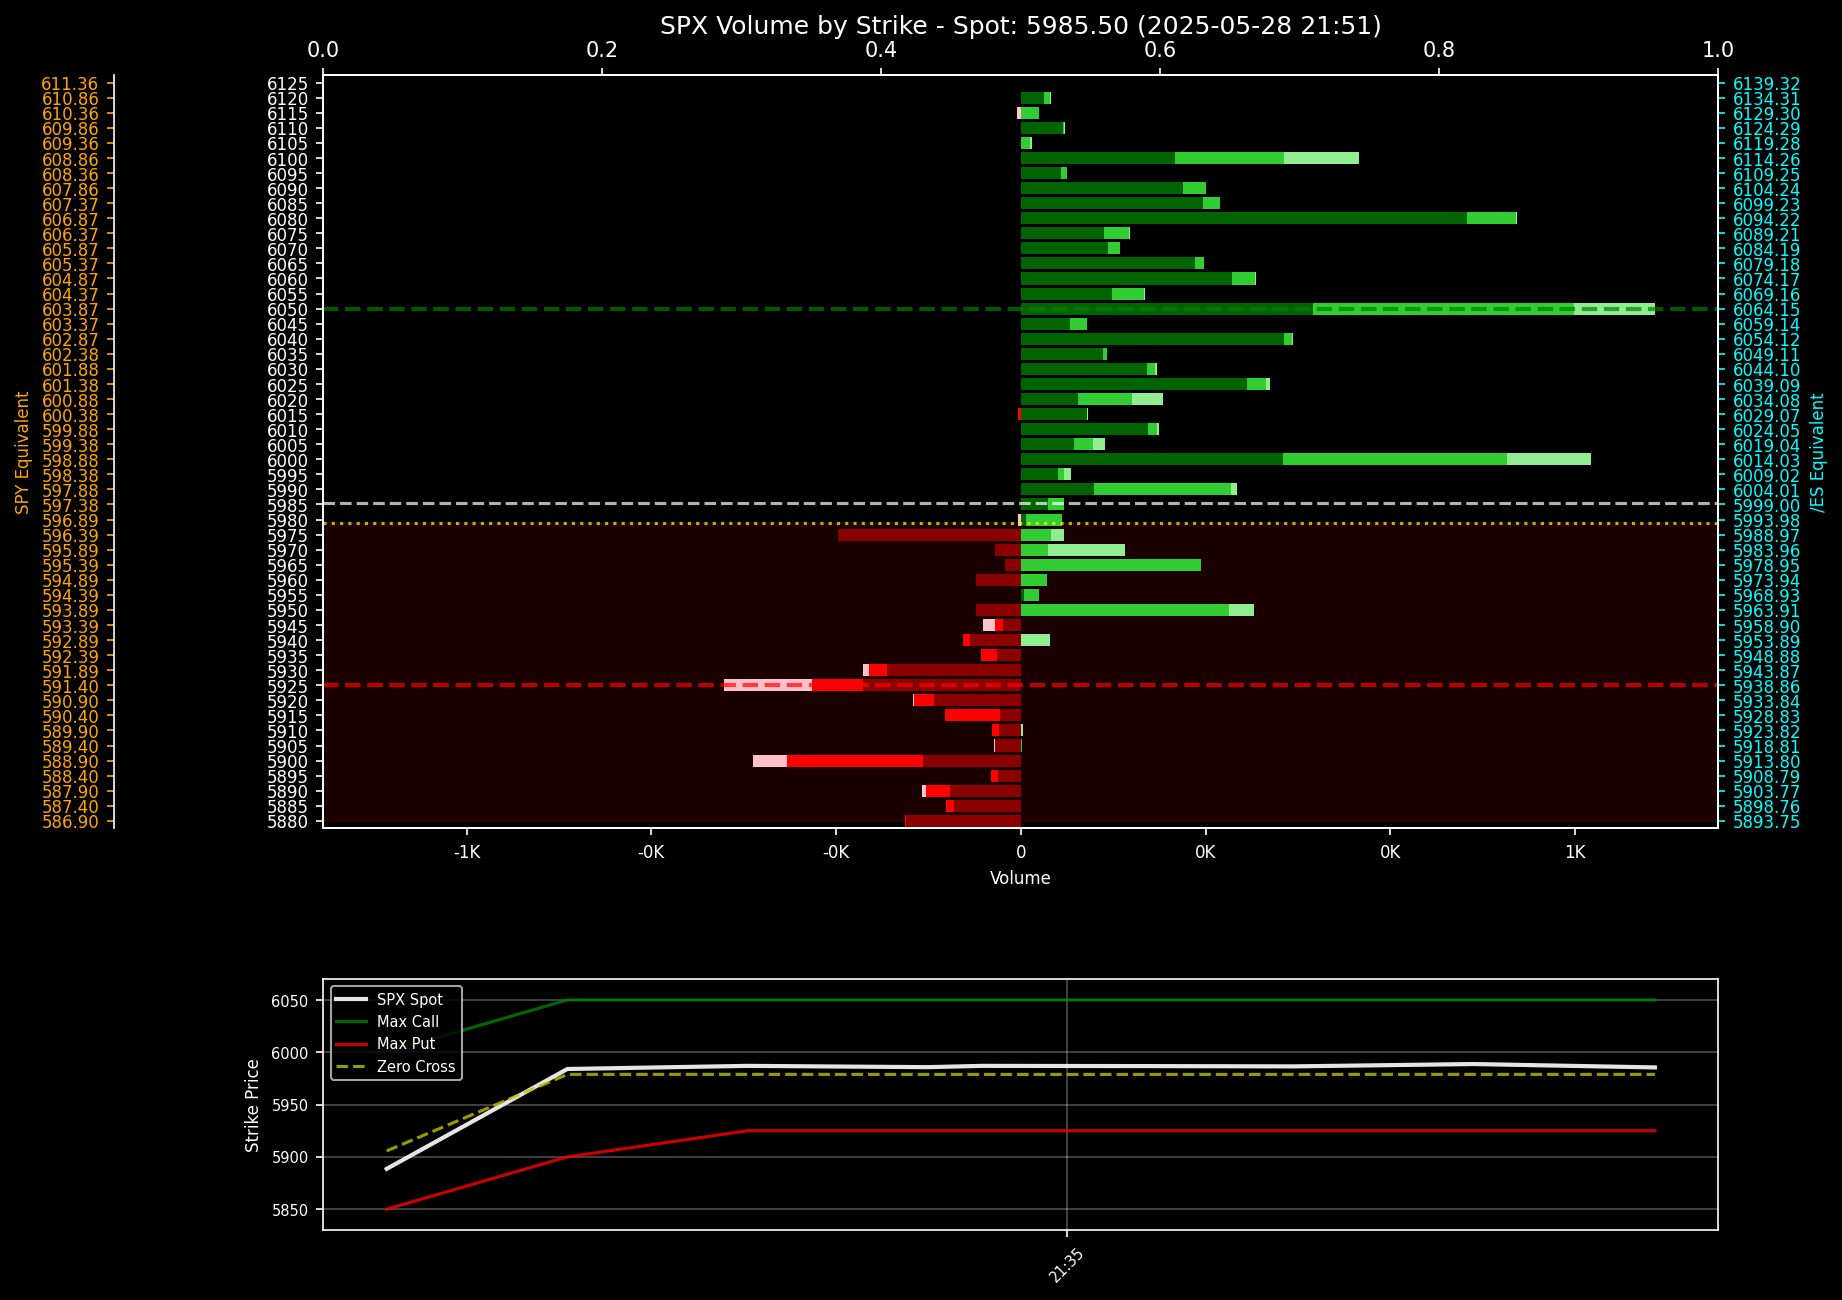 SPX Volume by Strike - Spot: 5985.50 (2025-05-28 21:51)
0.0 0.2 0.4 0.6 0.8 1.0
611.36 6125 6139.32
610.86 6120 6134.31
610.36 6115 6129.30
609.86 6110 6124.29
609.36 6105 6119.28
608.86 6100 6114.26
608.36 6095 6109.25
607.86 6090 6104.24
607.37 6085 6099.23
606.87 6080 6094.22
606.37 6075 6089.21
605.87 6070 6084.19
605.37 6065 6079.18
604.87 6060 6074.17
604.37 6055 6069.16
603.87 6050 6064.15
603.37 6045 6059.14
602.87 6040 6054.12
602.38 6035 6049.11
601.88 6030 6044.10
601.38 6025 6039.09
600.88 6020 6034.08
600.38 6015 6029.07
599.88 6010 6024.05
599.38 6005 6019.04
598.88 6000 6014.03
598.38 5995 6009.02
597.88 5990 6004.01
597.38 5985 5999.00
596.89 5980 5993.98
596.39 5975 5988.97
595.89 5970 5983.96
595.39 5965 5978.95
594.89 5960 5973.94
594.39 5955 5968.93
593.89 5950 5963.91
593.39 5945 5958.90
592.89 5940 5953.89
592.39 5935 5948.88
591.89 5930 5943.87
591.40 5925 5938.86
590.90 5920 5933.84
590.40 5915 5928.83
589.90 5910 5923.82
589.40 5905 5918.81
588.90 5900 5913.80
588.40 5895 5908.79
587.90 5890 5903.77
587.40 5885 5898.76
586.90 5880 5893.75
SPY Equivalent
/ES Equivalent
-1K -0K -0K 0 0K 0K 1K
Volume
SPX Spot
Max Call
Max Put
Zero Cross
6050
6000
5950
5900
5850
Strike Price
21:35